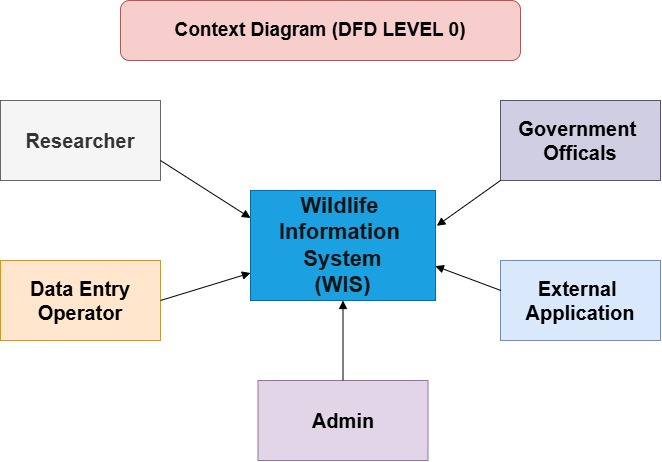 Context Diagram (DFD LEVEL 0)
Researcher
Government
Officals
Wildlife
Information
System
(WIS)
Data Entry
Operator
External
Application
Admin